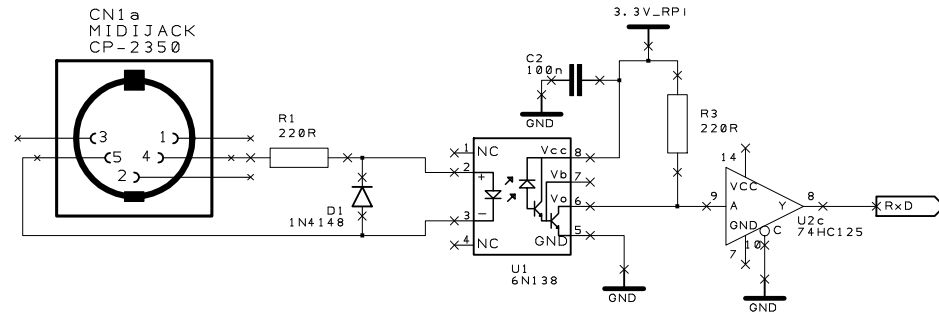 CN1a
MIDIJACK
CP-2350
3.3V_RPi
C2
100n
GND
R1
220R
R3
220R
3
1
5
4
2
D1
1N4148
1
NC
Vcc
8
2
+
Vb
7
Vo
6
3
-
4
NC
GND
5
U1
6N138
GND
14
VCC
9
A
Y
8
GND
C
7
10
U2c
74HC125
RxD
GND